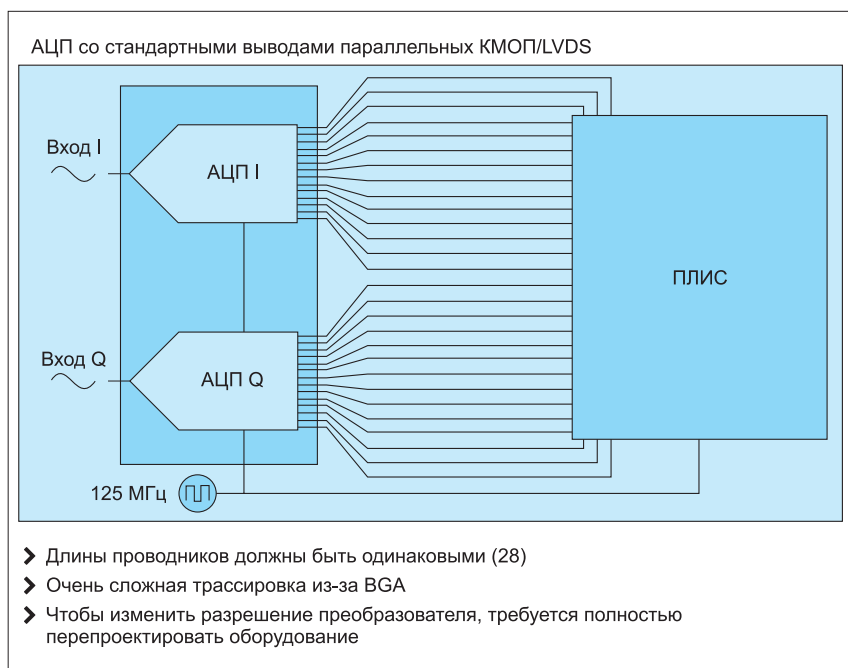 АЦП со стандартными выводами параллельных КМОП/LVDS
Вход I
АЦП I
ПЛИС
Вход Q
АЦП Q
125 МГц
Длины проводников должны быть одинаковыми (28)
Очень сложная трассировка из-за BGA
Чтобы изменить разрешение преобразователя, требуется полностью
перепроектировать оборудование